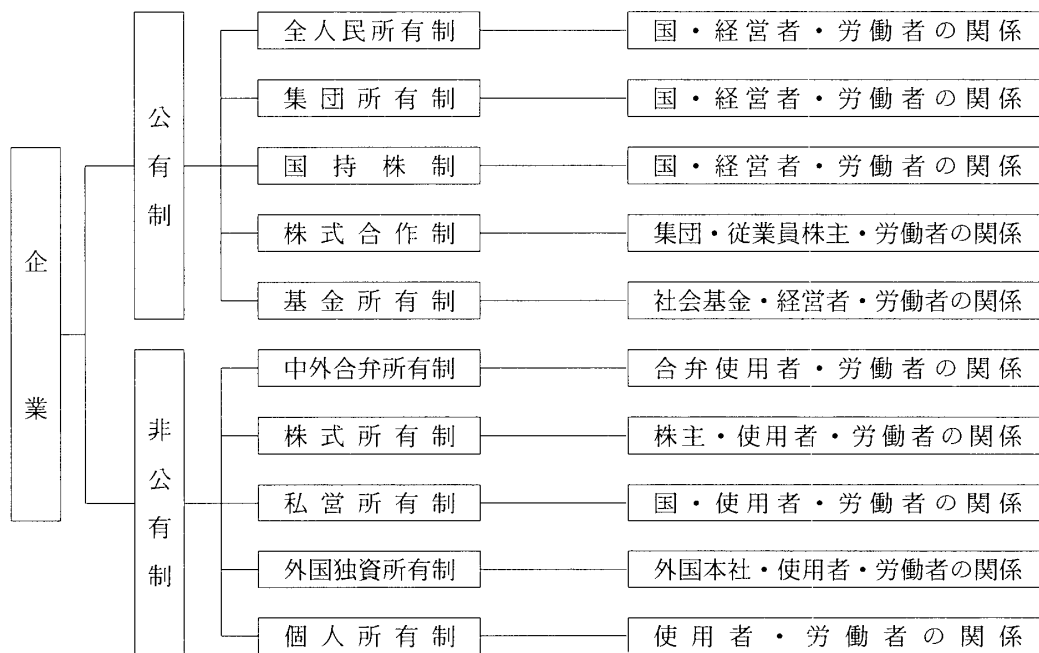 企業
公有制
全人民所有制
国・経営者・労働者の関係
集団所有制
国・経営者・労働者の関係
国持株制
国・経営者・労働者の関係
株式合作制
集団・従業員株主・労働者の関係
基金所有制
社会基金・経営者・労働者の関係
非公有制
中外合弁所有制
合弁使用者・労働者の関係
株式所有制
株主・使用者・労働者の関係
私営所有制
国・使用者・労働者の関係
外国独資所有制
外国本社・使用者・労働者の関係
個人所有制
使用者・労働者の関係